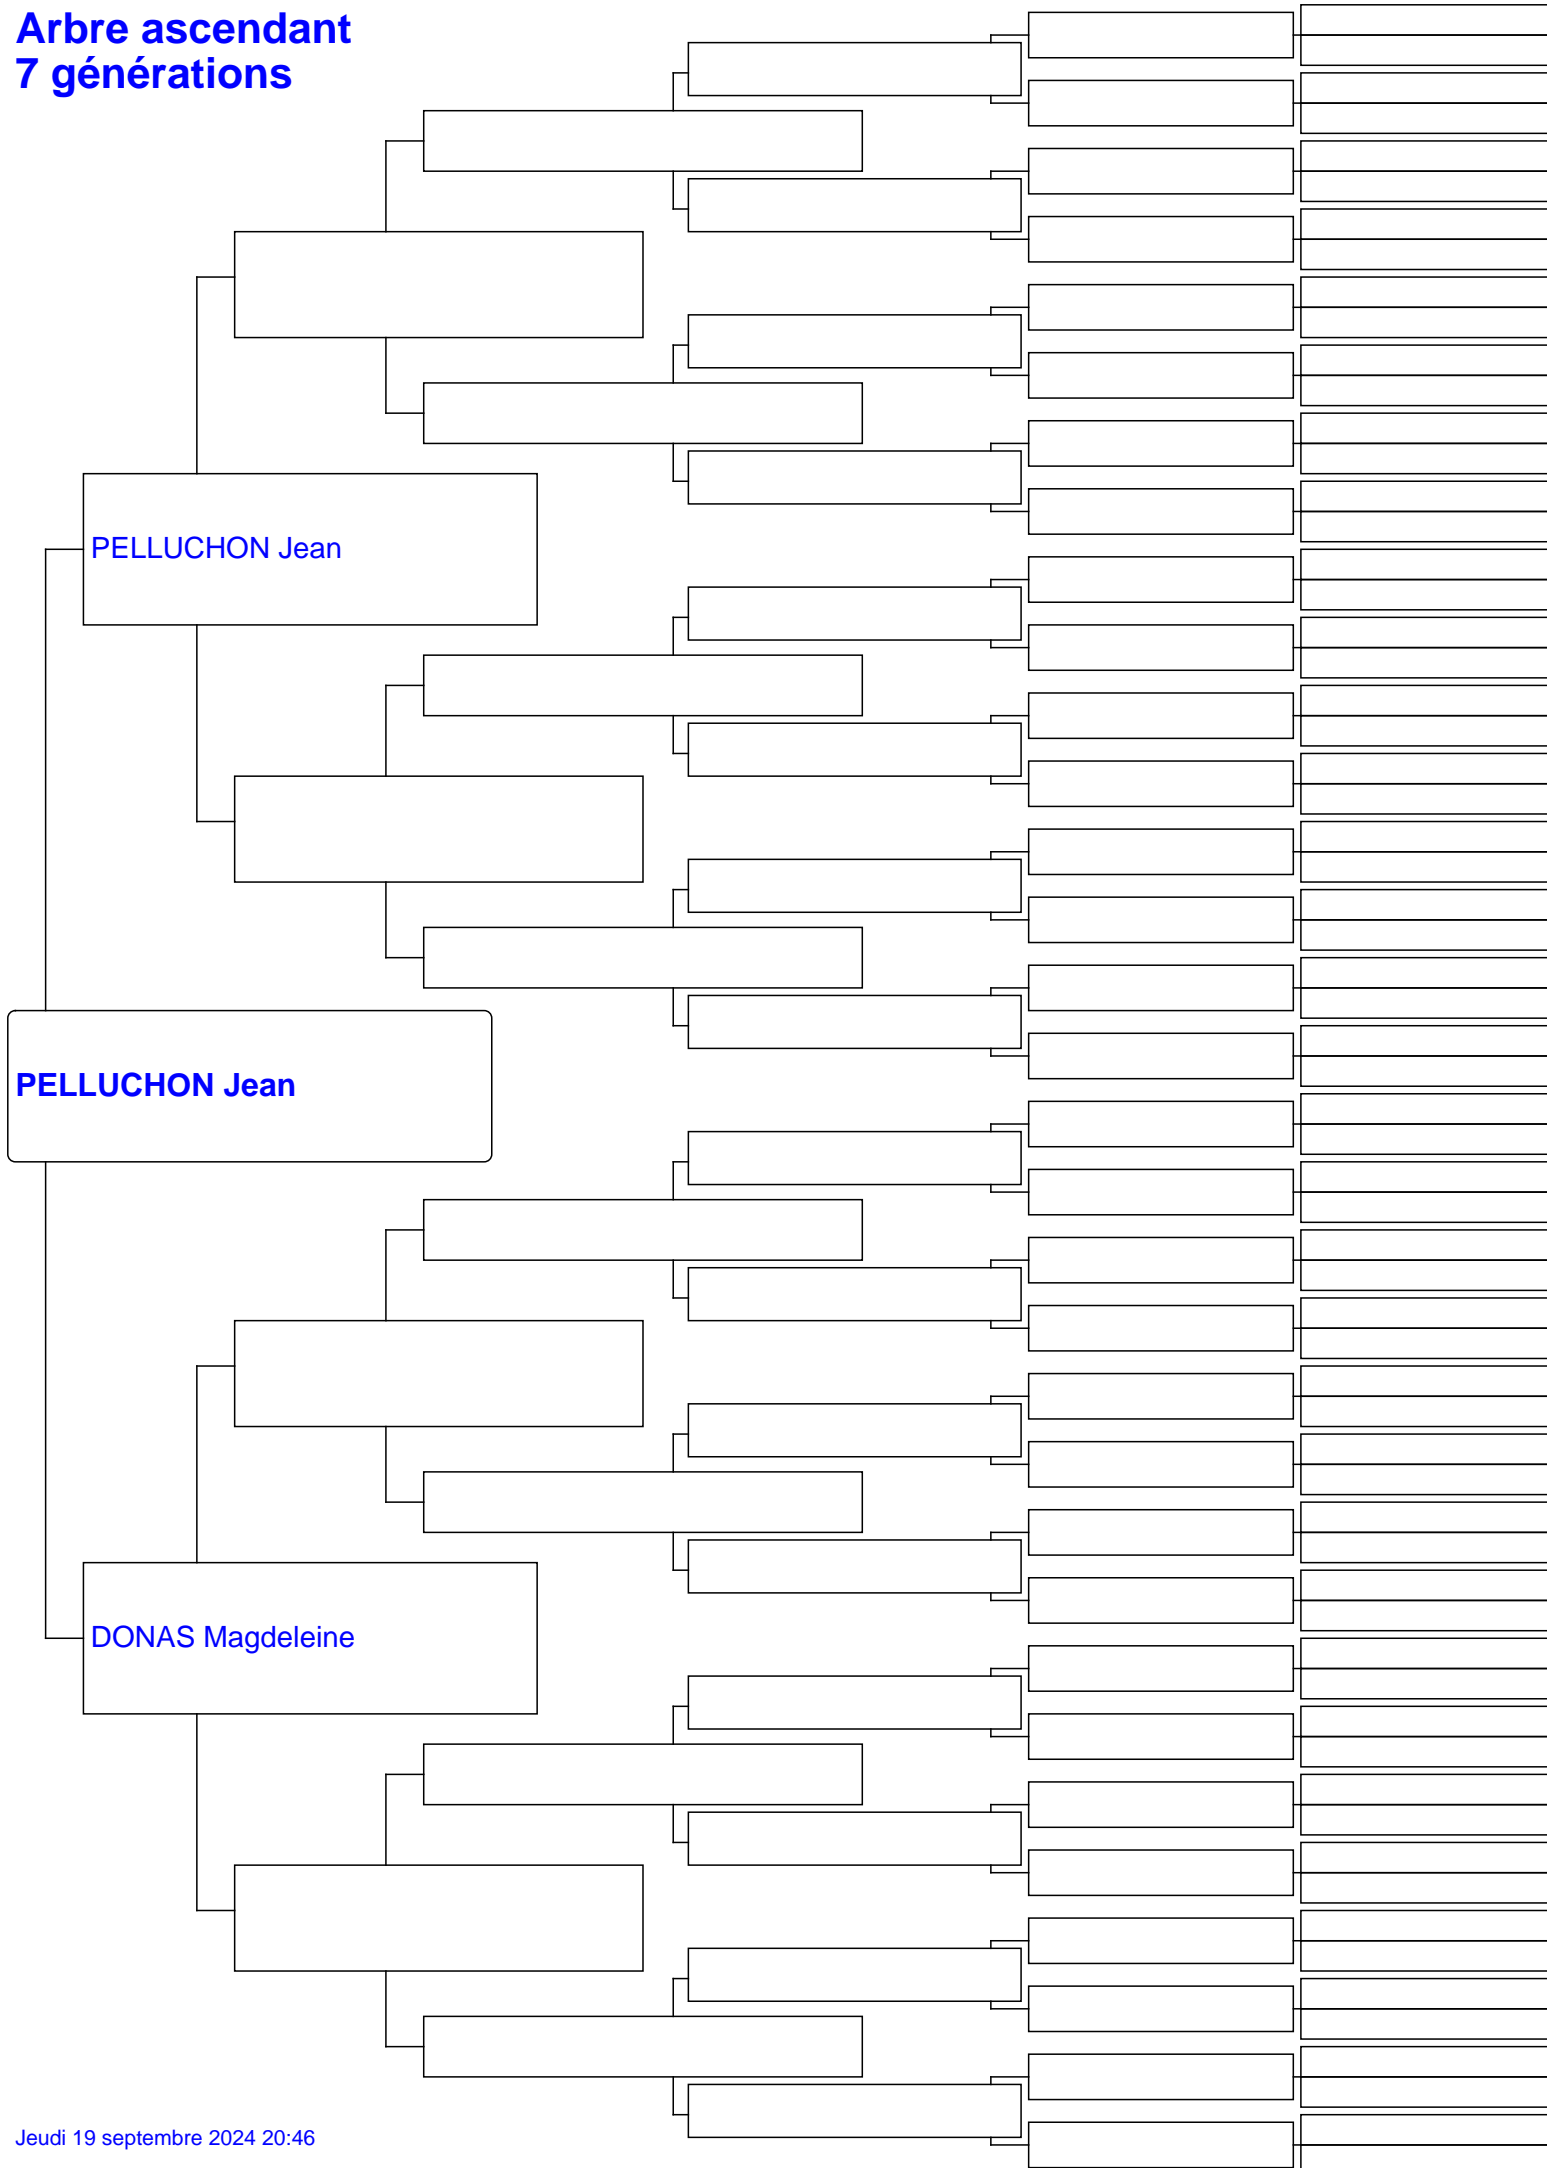 Arbre ascendant
7 générations
PELLUCHON Jean
PELLUCHON Jean
DONAS Magdeleine
Jeudi 19 septembre 2024 20:46